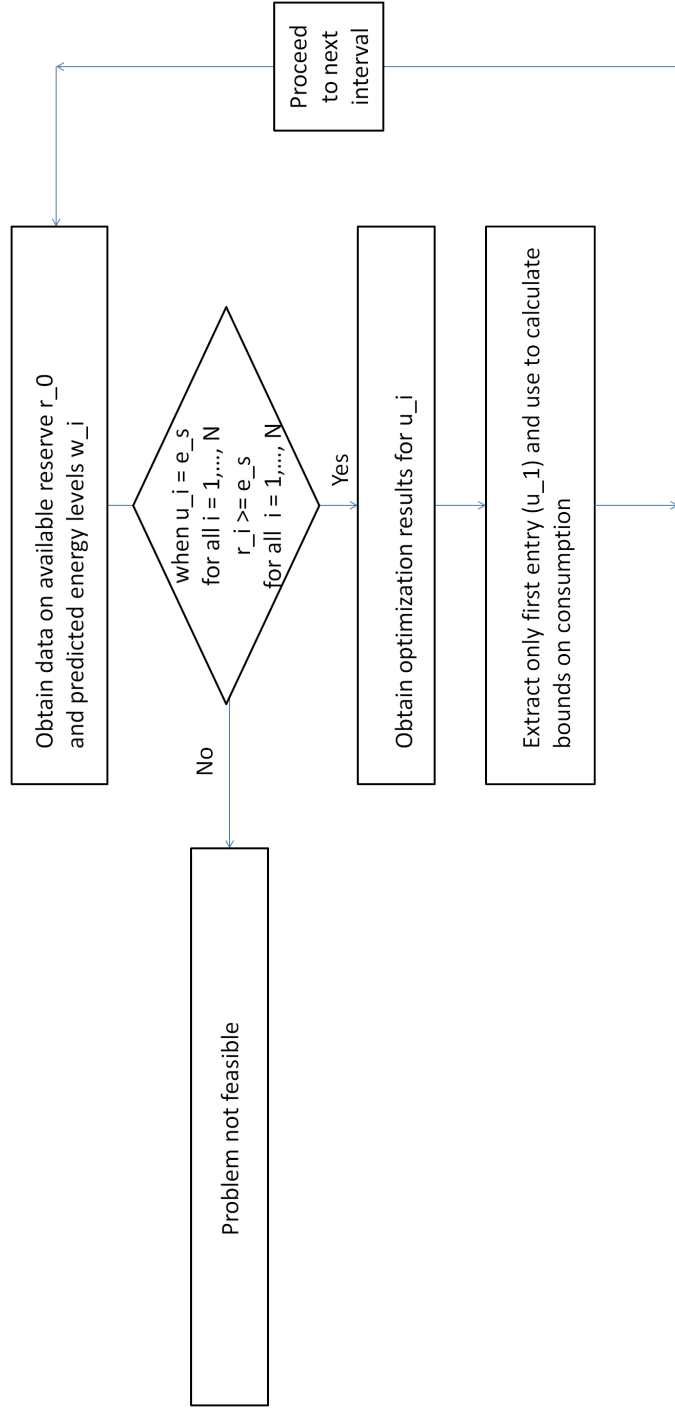 Obtain data on available reserve r_0
and predicted energy levels w_i
when u_i = e_s
for all i = 1,..., N
r_i >= e_s
for all i = 1,..., N
No
Problem not feasible
Yes
Obtain optimization results for u_i
Extract only first entry (u_1) and use to calculate
bounds on consumption
Proceed
to next
interval